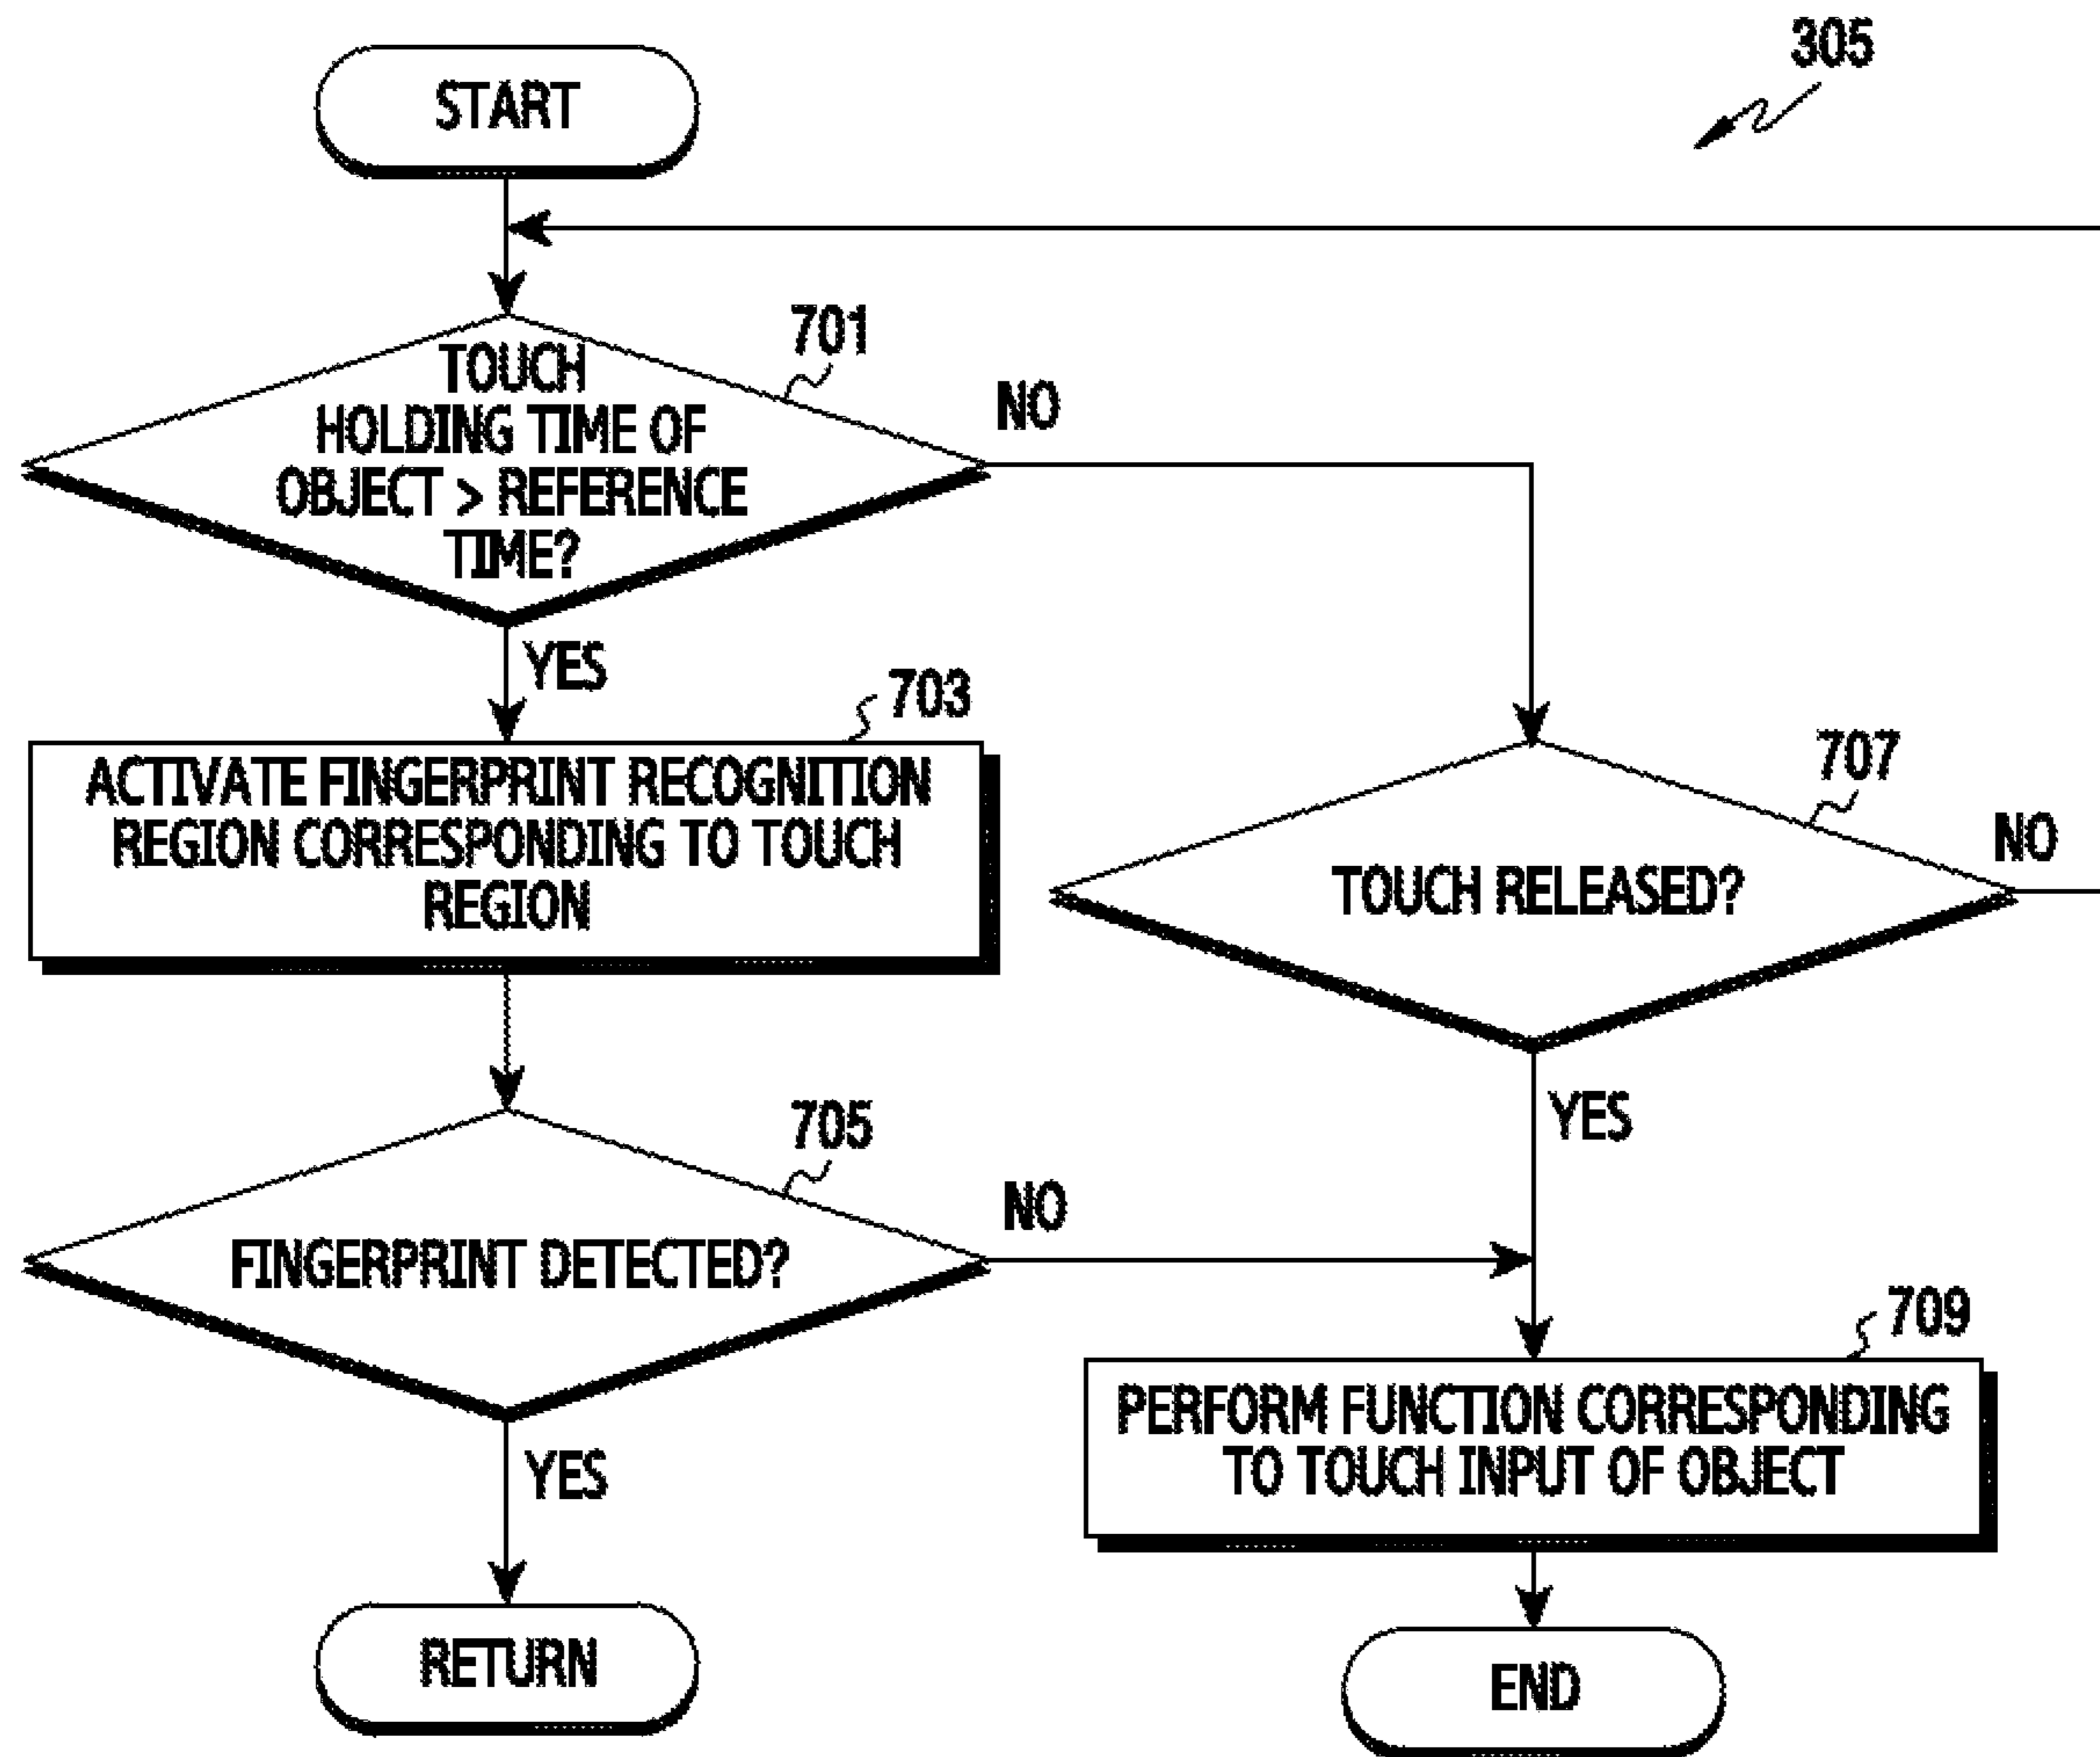 305
START
701
TOUCH
HOLDING TIME OF
OBJECT > REFERENCE
TIME?
NO
YES
703
ACTIVATE FINGERPRINT RECOGNITION
REGION CORRESPONDING TO TOUCH
REGION
707
TOUCH RELEASED?
NO
YES
705
FINGERPRINT DETECTED?
NO
YES
709
PERFORM FUNCTION CORRESPONDING
TO TOUCH INPUT OF OBJECT
RETURN
END